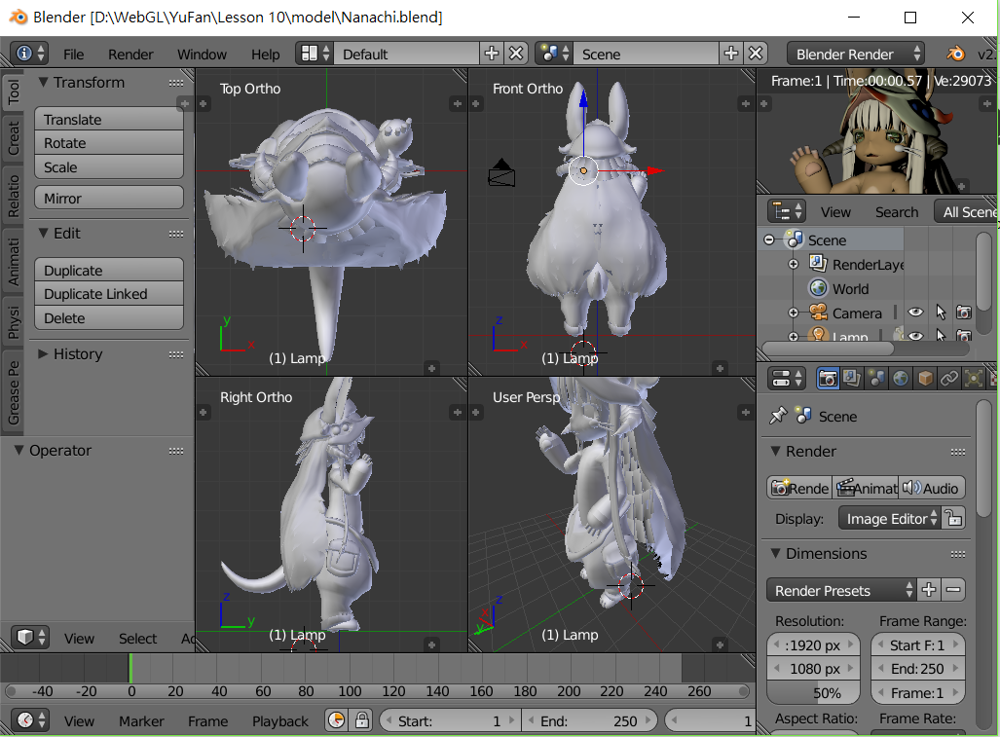 Blender [D:\WebGL\YuFan\Lesson 10\model\Nanachi.blend]
File Render Window Help Default Scene Blender Render v2.
Tool
Creat
Relatio
Animati
Physi
Grease Pe
Transform
Translate
Rotate
Scale
Mirror
Edit
Duplicate
Duplicate Linked
Delete
History
Operator
Top Ortho
y
x
(1) Lamp
Front Ortho
z
x
(1) Lamp
Right Ortho
z
y
(1) Lamp
User Persp
z
x
y
(1) Lamp
View Select Ad
Frame:1 | Time:00:00.57 | Ve:29073
View Search All Scene
Scene
RenderLaye
World
Camera
Lamp
Scene
Render
Rende Animat Audio
Display: Image Editor
Dimensions
Render Presets
Resolution: Frame Range:
:1920 px Start F: 1
1080 px End: 250
50% Frame: 1
Aspect Ratio: Frame Rate:
-40 -20 0 20 40 60 80 100 120 140 160 180 200 220 240 260
View Marker Frame Playback Start: 1 End: 250 1